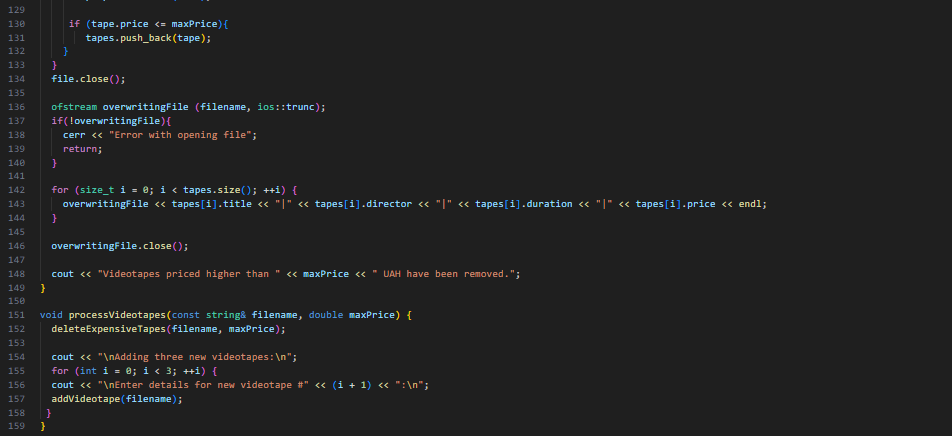 129
130 if (tape.price <= maxPrice){
131 tapes.push_back(tape);
132 }
133 }
134 file.close();
135
136 ofstream overwritingFile (filename, ios::trunc);
137 if(!overwritingFile){
138 cerr << "Error with opening file";
139 return;
140 }
141
142 for (size_t i = 0; i < tapes.size(); ++i) {
143 overwritingFile << tapes[i].title << "|" << tapes[i].director << "|" << tapes[i].duration << "|" << tapes[i].price << endl;
144 }
145
146 overwritingFile.close();
147
148 cout << "Videotapes priced higher than " << maxPrice << " UAH have been removed.";
149 }
150
151 void processVideotapes(const string& filename, double maxPrice) {
152 deleteExpensiveTapes(filename, maxPrice);
153
154 cout << "\nAdding three new videotapes:\n";
155 for (int i = 0; i < 3; ++i) {
156 cout << "\nEnter details for new videotape #" << (i + 1) << ":\n";
157 addVideotape(filename);
158 }
159 }